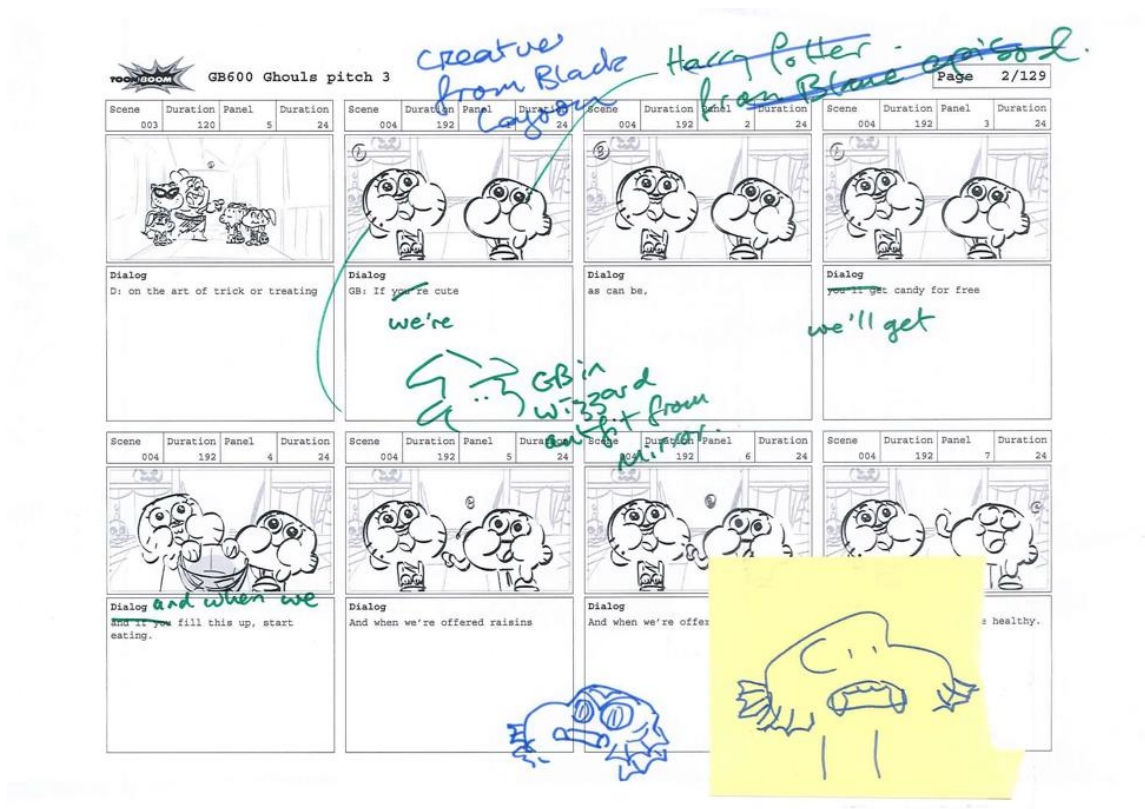 creature
from Black
Lagoon
Harry Potter -
from Blame episode.
TOON BOOM
GB600 Ghouls pitch 3
Page 2/129
Scene Duration Panel Duration
003 120 5 24
Scene Duration Panel Duration
004 192 24
Scene Duration Panel Duration
004 192 2 24
Scene Duration Panel Duration
004 192 3 24
Dialog
D: on the art of trick or treating
Dialog
GB: If you're cute
we're
as can be,
Dialog
you'll get candy for free
we'll get
GB in
wizzard
outfit from
mirror.
Scene Duration Panel Duration
004 192 4 24
Scene Duration Panel Duration
004 192 5 24
Scene Duration Panel Duration
004 192 6 24
Scene Duration Panel Duration
004 192 7 24
Dialog and when we
and if you fill this up, start
eating.
Dialog
And when we're offered raisins
Dialog
And when we're offer
healthy.